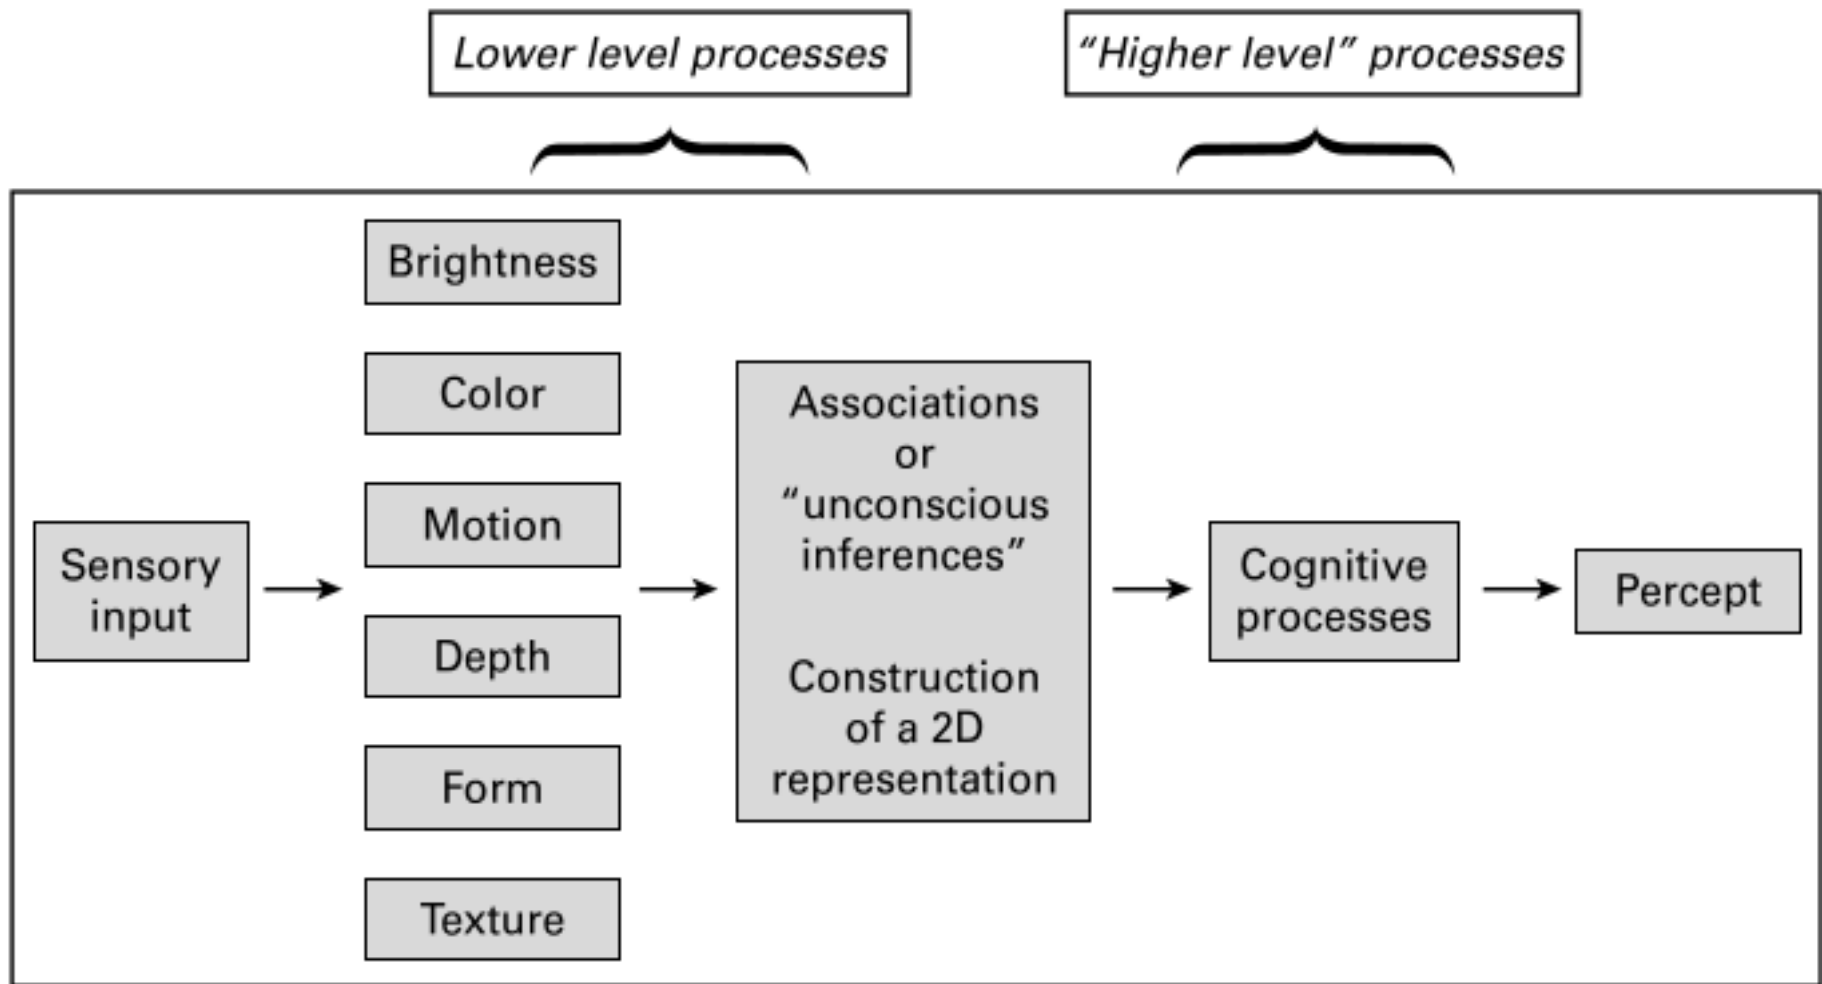 Lower level processes
“Higher level” processes
Brightness
Color
Motion
Depth
Form
Texture
Sensory
input
Associations
or
“unconscious
inferences”
Construction
of a 2D
representation
Cognitive
processes
Percept